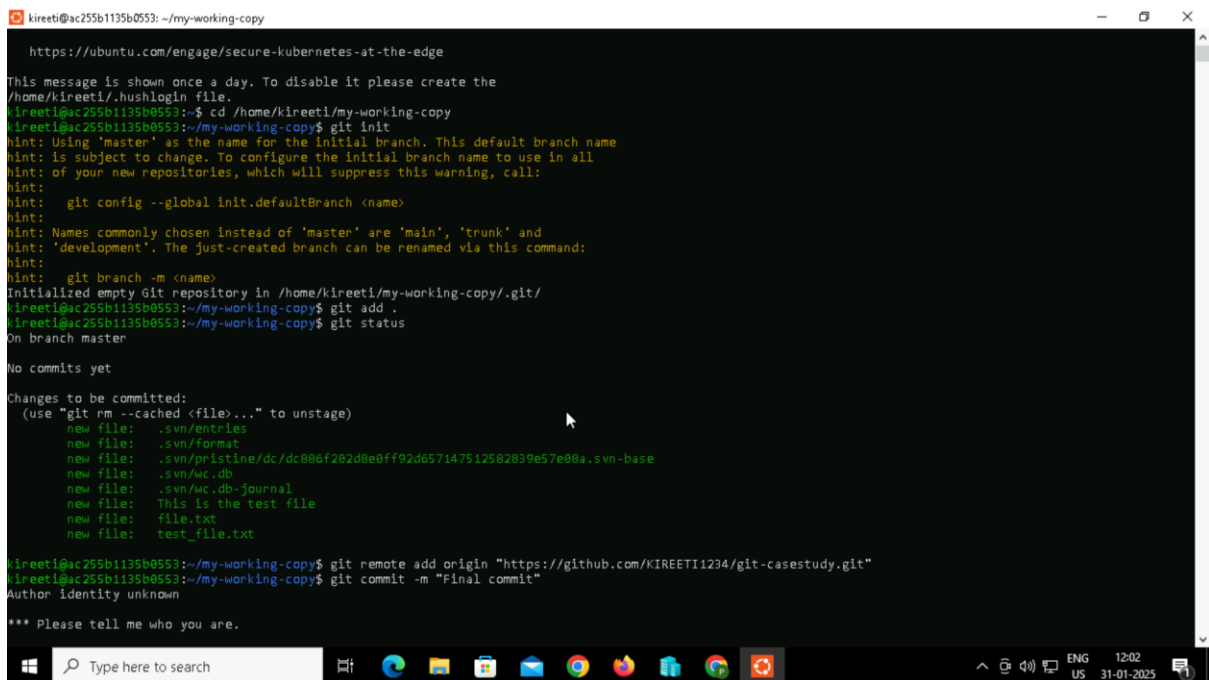 kireeti@ac255b1135b0553: ~/my-working-copy
https://ubuntu.com/engage/secure-kubernetes-at-the-edge
This message is shown once a day. To disable it please create the
/home/kireeti/.hushlogin file.
kireeti@ac255b1135b0553:~$ cd /home/kireeti/my-working-copy
kireeti@ac255b1135b0553:~/my-working-copy$ git init
hint: Using 'master' as the name for the initial branch. This default branch name
hint: is subject to change. To configure the initial branch name to use in all
hint: of your new repositories, which will suppress this warning, call:
hint:
hint:   git config --global init.defaultBranch <name>
hint:
hint: Names commonly chosen instead of 'master' are 'main', 'trunk' and
hint: 'development'. The just-created branch can be renamed via this command:
hint:
hint:   git branch -m <name>
Initialized empty Git repository in /home/kireeti/my-working-copy/.git/
kireeti@ac255b1135b0553:~/my-working-copy$ git add .
kireeti@ac255b1135b0553:~/my-working-copy$ git status
On branch master
No commits yet
Changes to be committed:
  (use "git rm --cached <file>..." to unstage)
        new file:   .svn/entries
        new file:   .svn/format
        new file:   .svn/pristine/dc/dc886f202d8e0ff92d657147512582839e57e08a.svn-base
        new file:   .svn/wc.db
        new file:   .svn/wc.db-journal
        new file:   This is the test file
        new file:   file.txt
        new file:   test_file.txt
kireeti@ac255b1135b0553:~/my-working-copy$ git remote add origin "https://github.com/KIREETI1234/git-casestudy.git"
kireeti@ac255b1135b0553:~/my-working-copy$ git commit -m "Final commit"
Author identity unknown
*** Please tell me who you are.
Type here to search
ENG
US
12:02
31-01-2025
1